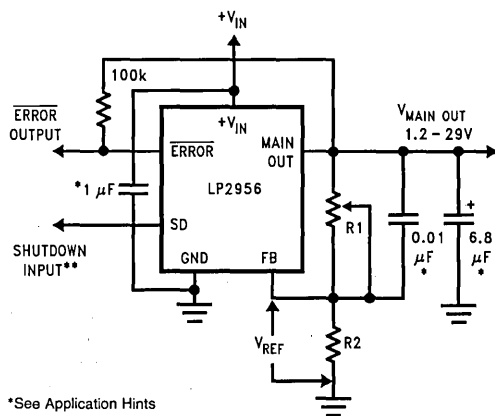 +VIN
100k
ERROR
OUTPUT
+VIN
ERROR
MAIN
OUT
VMAIN OUT
1.2–29V
*1 μF
LP2956
SD
SHUTDOWN
INPUT**
GND
FB
R1
0.01
μF
*
+
6.8
μF
*
VREF
R2
*See Application Hints